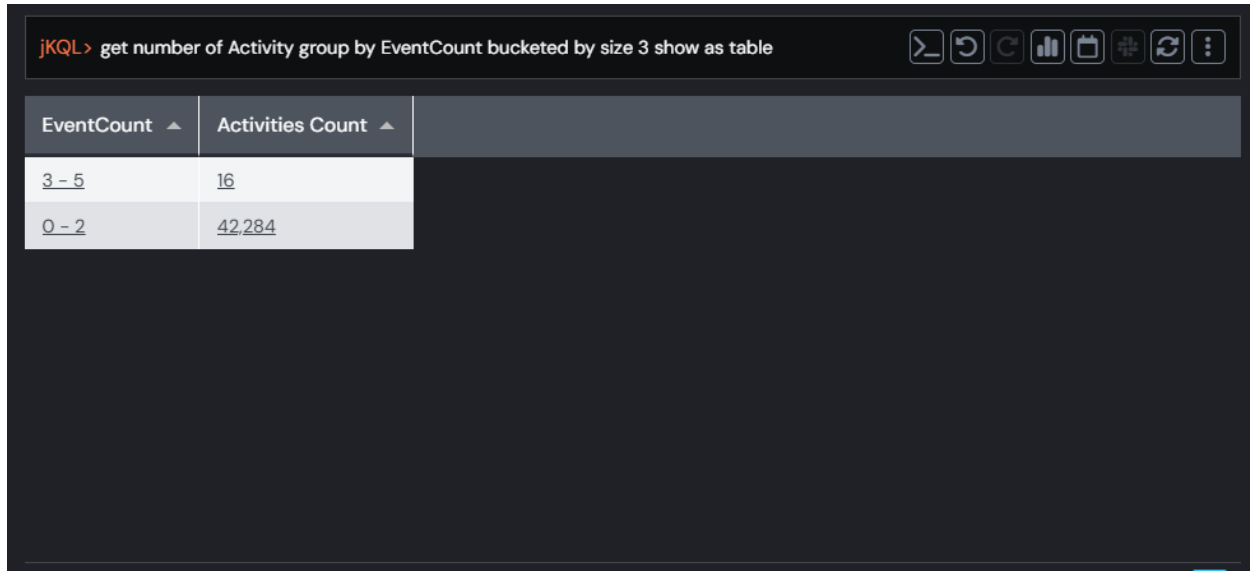 jKQL> get number of Activity group by EventCount bucketed by size 3 show as table
EventCount Activities Count
3 - 5 16
0 - 2 42,284